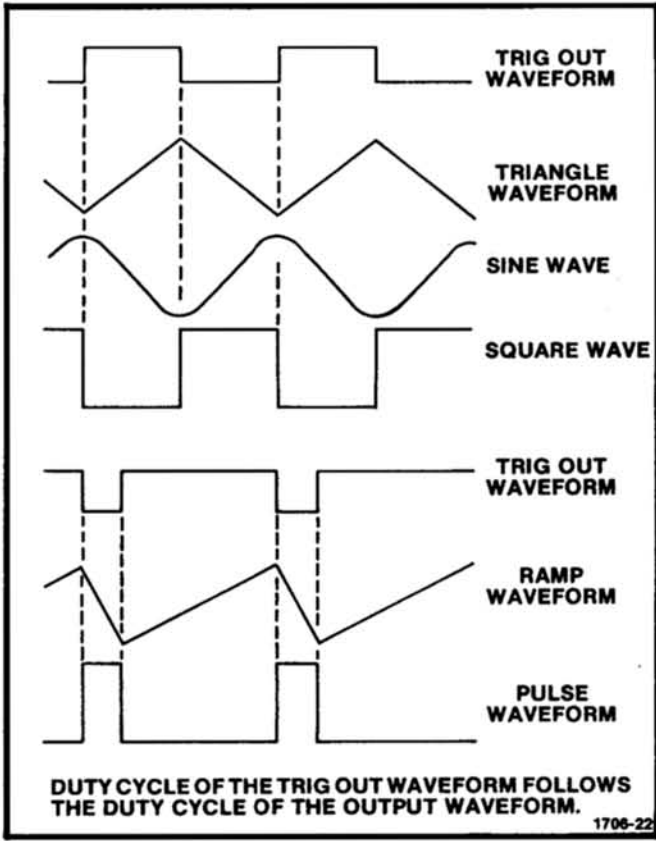 TRIG OUT
WAVEFORM
TRIANGLE
WAVEFORM
SINE WAVE
SQUARE WAVE
TRIG OUT
WAVEFORM
RAMP
WAVEFORM
PULSE
WAVEFORM
DUTY CYCLE OF THE TRIG OUT WAVEFORM FOLLOWS
THE DUTY CYCLE OF THE OUTPUT WAVEFORM.
1706-22